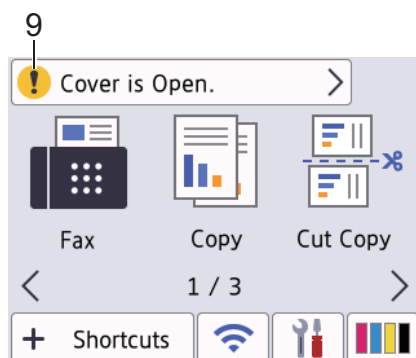 9
Cover is Open.
Fax Copy Cut Copy
1 / 3
+ Shortcuts